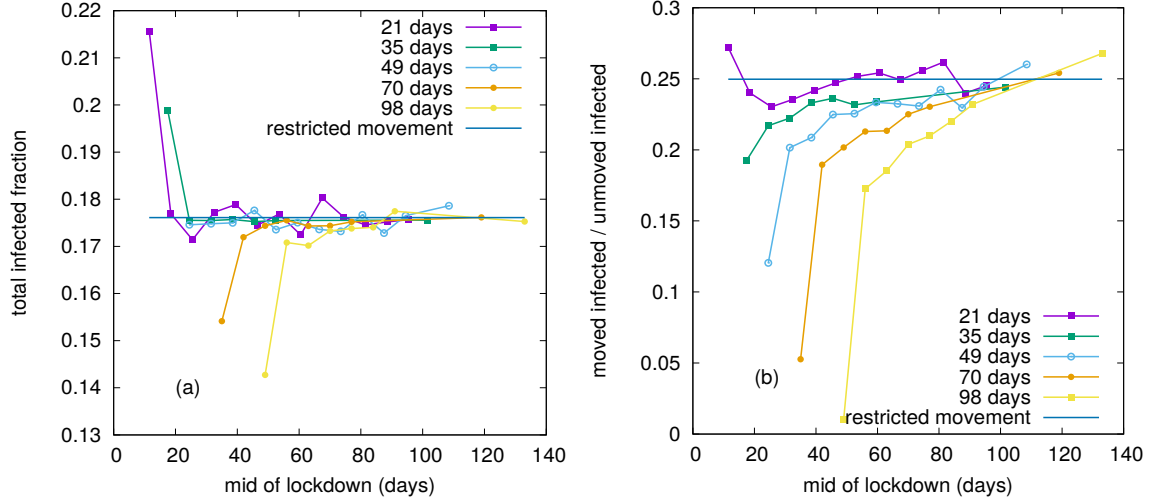 0.22
0.21
0.2
0.19
0.18
0.17
0.16
0.15
0.14
0.13
0 20 40 60 80 100 120 140
total infected fraction
mid of lockdown (days)
(a)
21 days
35 days
49 days
70 days
98 days
restricted movement
0.3
0.25
0.2
0.15
0.1
0.05
0
0 20 40 60 80 100 120 140
moved infected / unmoved infected
mid of lockdown (days)
(b)
21 days
35 days
49 days
70 days
98 days
restricted movement